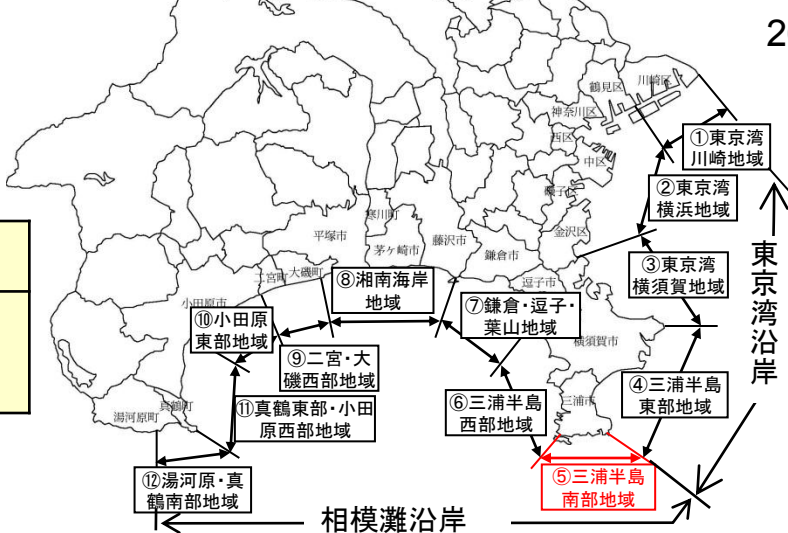 2
鶴見区
川崎区
神奈川区
西区
中区
磯子区
金沢区
①東京湾
川崎地域
②東京湾
横浜地域
③東京湾
横須賀地域
東京湾沿岸
寒川町
平塚市
茅ヶ崎市
藤沢市
鎌倉市
逗子市
二宮町
大磯町
⑧湘南海岸
地域
⑦鎌倉・逗子・
葉山地域
小田原市
⑩小田原
東部地域
⑨二宮・大
磯西部地域
横須賀市
④三浦半島
東部地域
三浦市
⑥三浦半島
西部地域
⑪真鶴東部・小田
原西部地域
真鶴町
湯河原町
⑤三浦半島
南部地域
⑫湯河原・真
鶴南部地域
相模灘沿岸